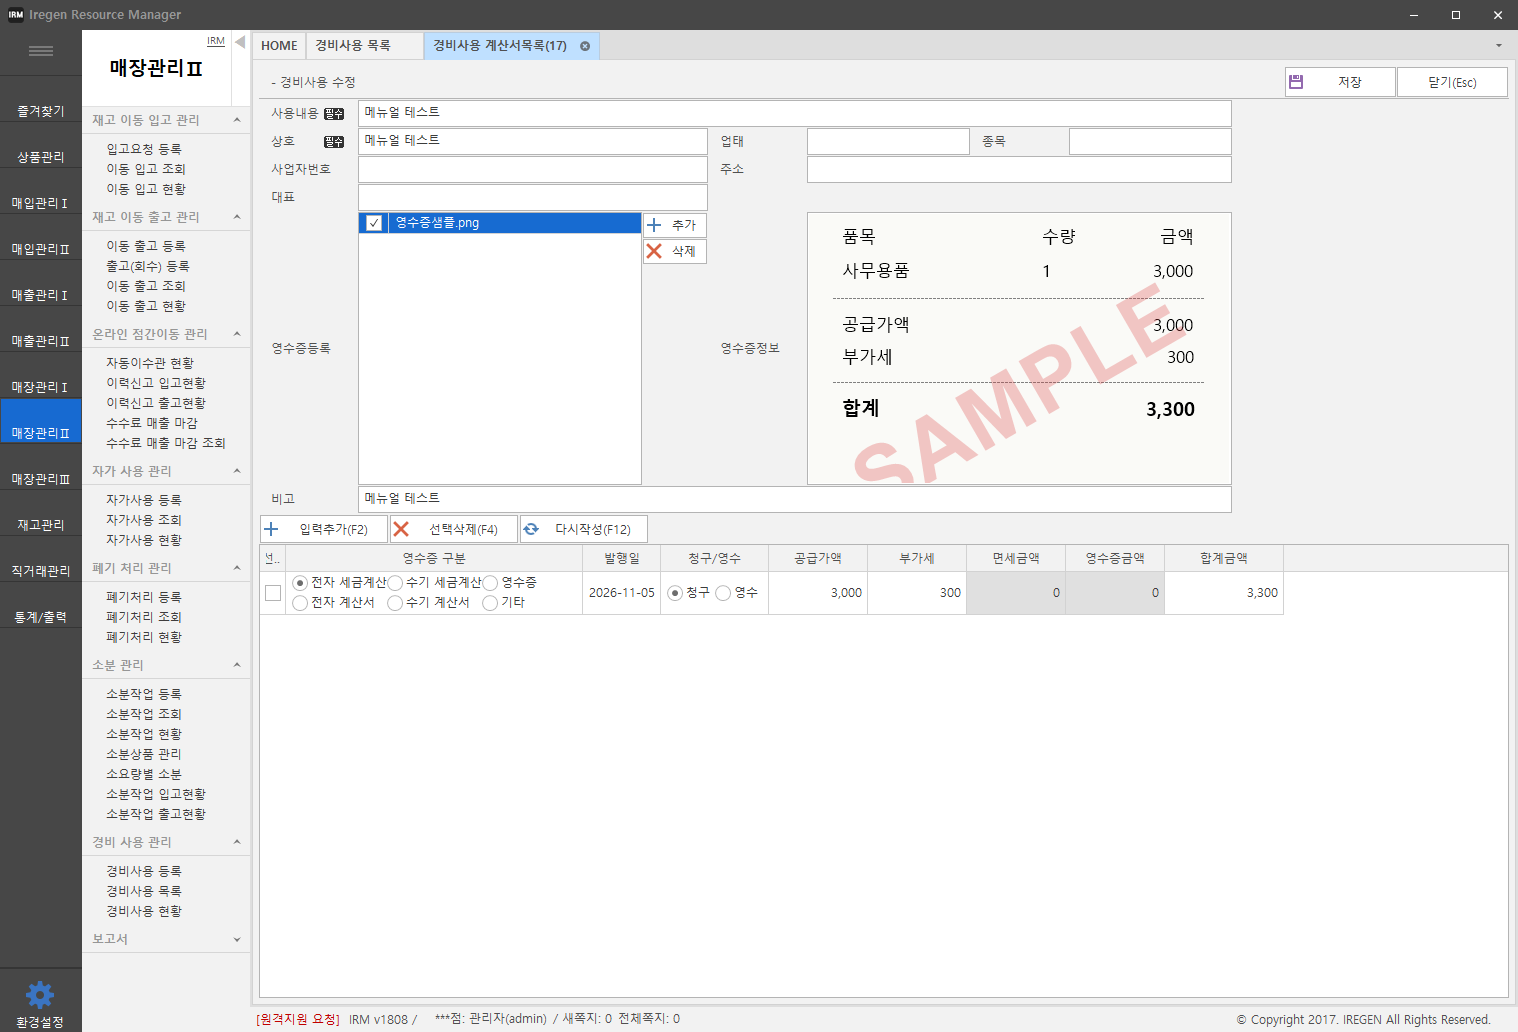 IRM Iregen Resource Manager
IRM
매장관리Ⅱ
즐겨찾기
상품관리
매입관리Ⅰ
매입관리Ⅱ
매출관리Ⅰ
매출관리Ⅱ
매장관리Ⅰ
매장관리Ⅱ
매장관리Ⅲ
재고관리
직거래관리
통계/출력
환경설정
재고 이동 입고 관리
입고요청 등록
이동 입고 조회
이동 입고 현황
재고 이동 출고 관리
이동 출고 등록
출고(회수) 등록
이동 출고 조회
이동 출고 현황
온라인 점간이동 관리
자동이수관 현황
이력신고 입고현황
이력신고 출고현황
수수료 매출 마감
수수료 매출 마감 조회
자가 사용 관리
자가사용 등록
자가사용 조회
자가사용 현황
폐기 처리 관리
폐기처리 등록
폐기처리 조회
폐기처리 현황
소분 관리
소분작업 등록
소분작업 조회
소분작업 현황
소분상품 관리
소요량별 소분
소분작업 입고현황
소분작업 출고현황
경비 사용 관리
경비사용 등록
경비사용 목록
경비사용 현황
보고서
HOME 경비사용 목록 경비사용 계산서목록(17)
- 경비사용 수정 저장 닫기(Esc)
사용내용 필수 메뉴얼 테스트
상호 필수 메뉴얼 테스트 업태 종목
사업자번호 주소
대표
영수증샘플.png 추가
삭제
영수증등록 영수증정보
품목 수량 금액
사무용품 1 3,000
공급가액 3,000
부가세 300
합계 3,300
SAMPLE
비고 메뉴얼 테스트
입력추가(F2) 선택삭제(F4) 다시작성(F12)
선.. 영수증 구분 발행일 청구/영수 공급가액 부가세 면세금액 영수증금액 합계금액
전자 세금계산 수기 세금계산 영수증
2026-11-05 청구 영수 3,000 300 0 0 3,300
전자 계산서 수기 계산서 기타
[원격지원 요청] IRM v1808 / ***점: 관리자(admin) / 새쪽지: 0 전체쪽지: 0 © Copyright 2017. IREGEN All Rights Reserved.